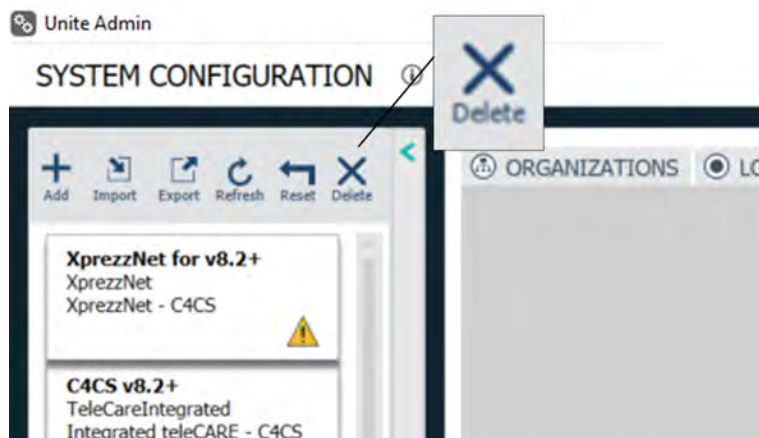 Unite Admin
SYSTEM CONFIGURATION
Delete
Add Import Export Refresh Reset Delete
ORGANIZATIONS LO
XprezzNet for v8.2+
XprezzNet
XprezzNet - C4CS
C4CS v8.2+
TeleCareIntegrated
Integrated teleCARE - C4CS